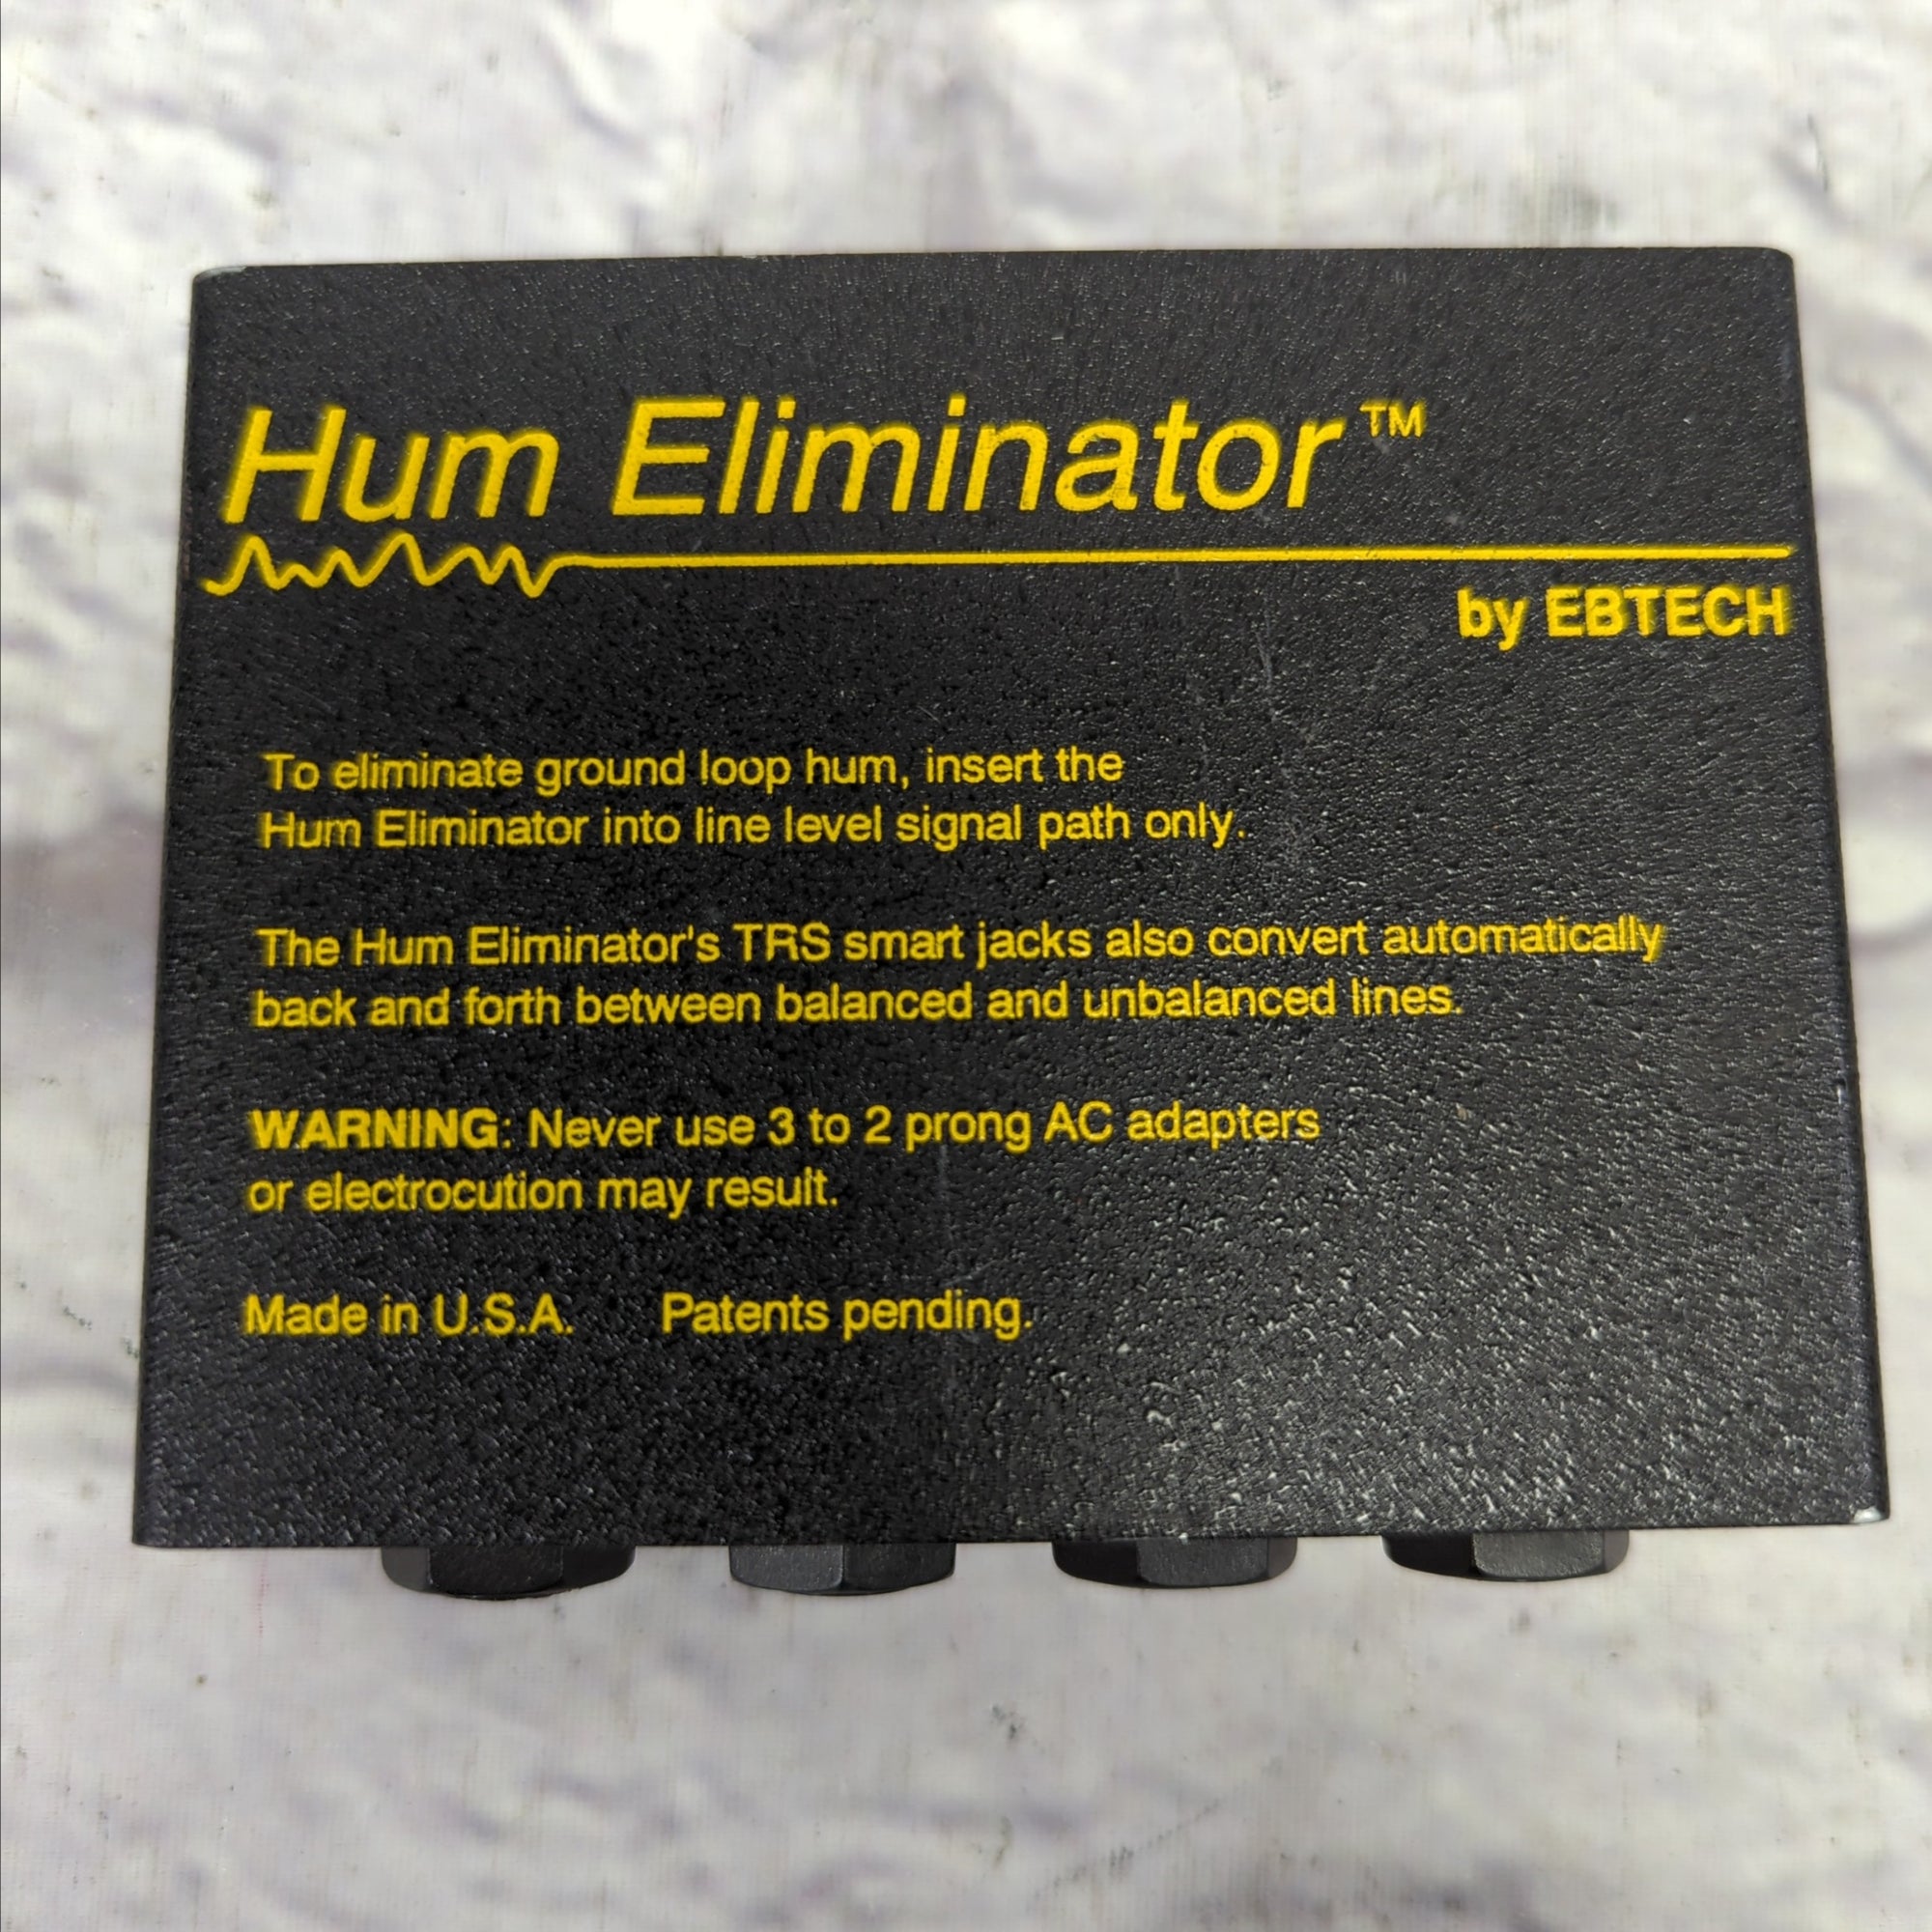 Hum Eliminator™
by EBTECH
To eliminate ground loop hum, insert the
Hum Eliminator into line level signal path only.
The Hum Eliminator's TRS smart jacks also convert automatically
back and forth between balanced and unbalanced lines.
WARNING: Never use 3 to 2 prong AC adapters
or electrocution may result.
Made in U.S.A. Patents pending.